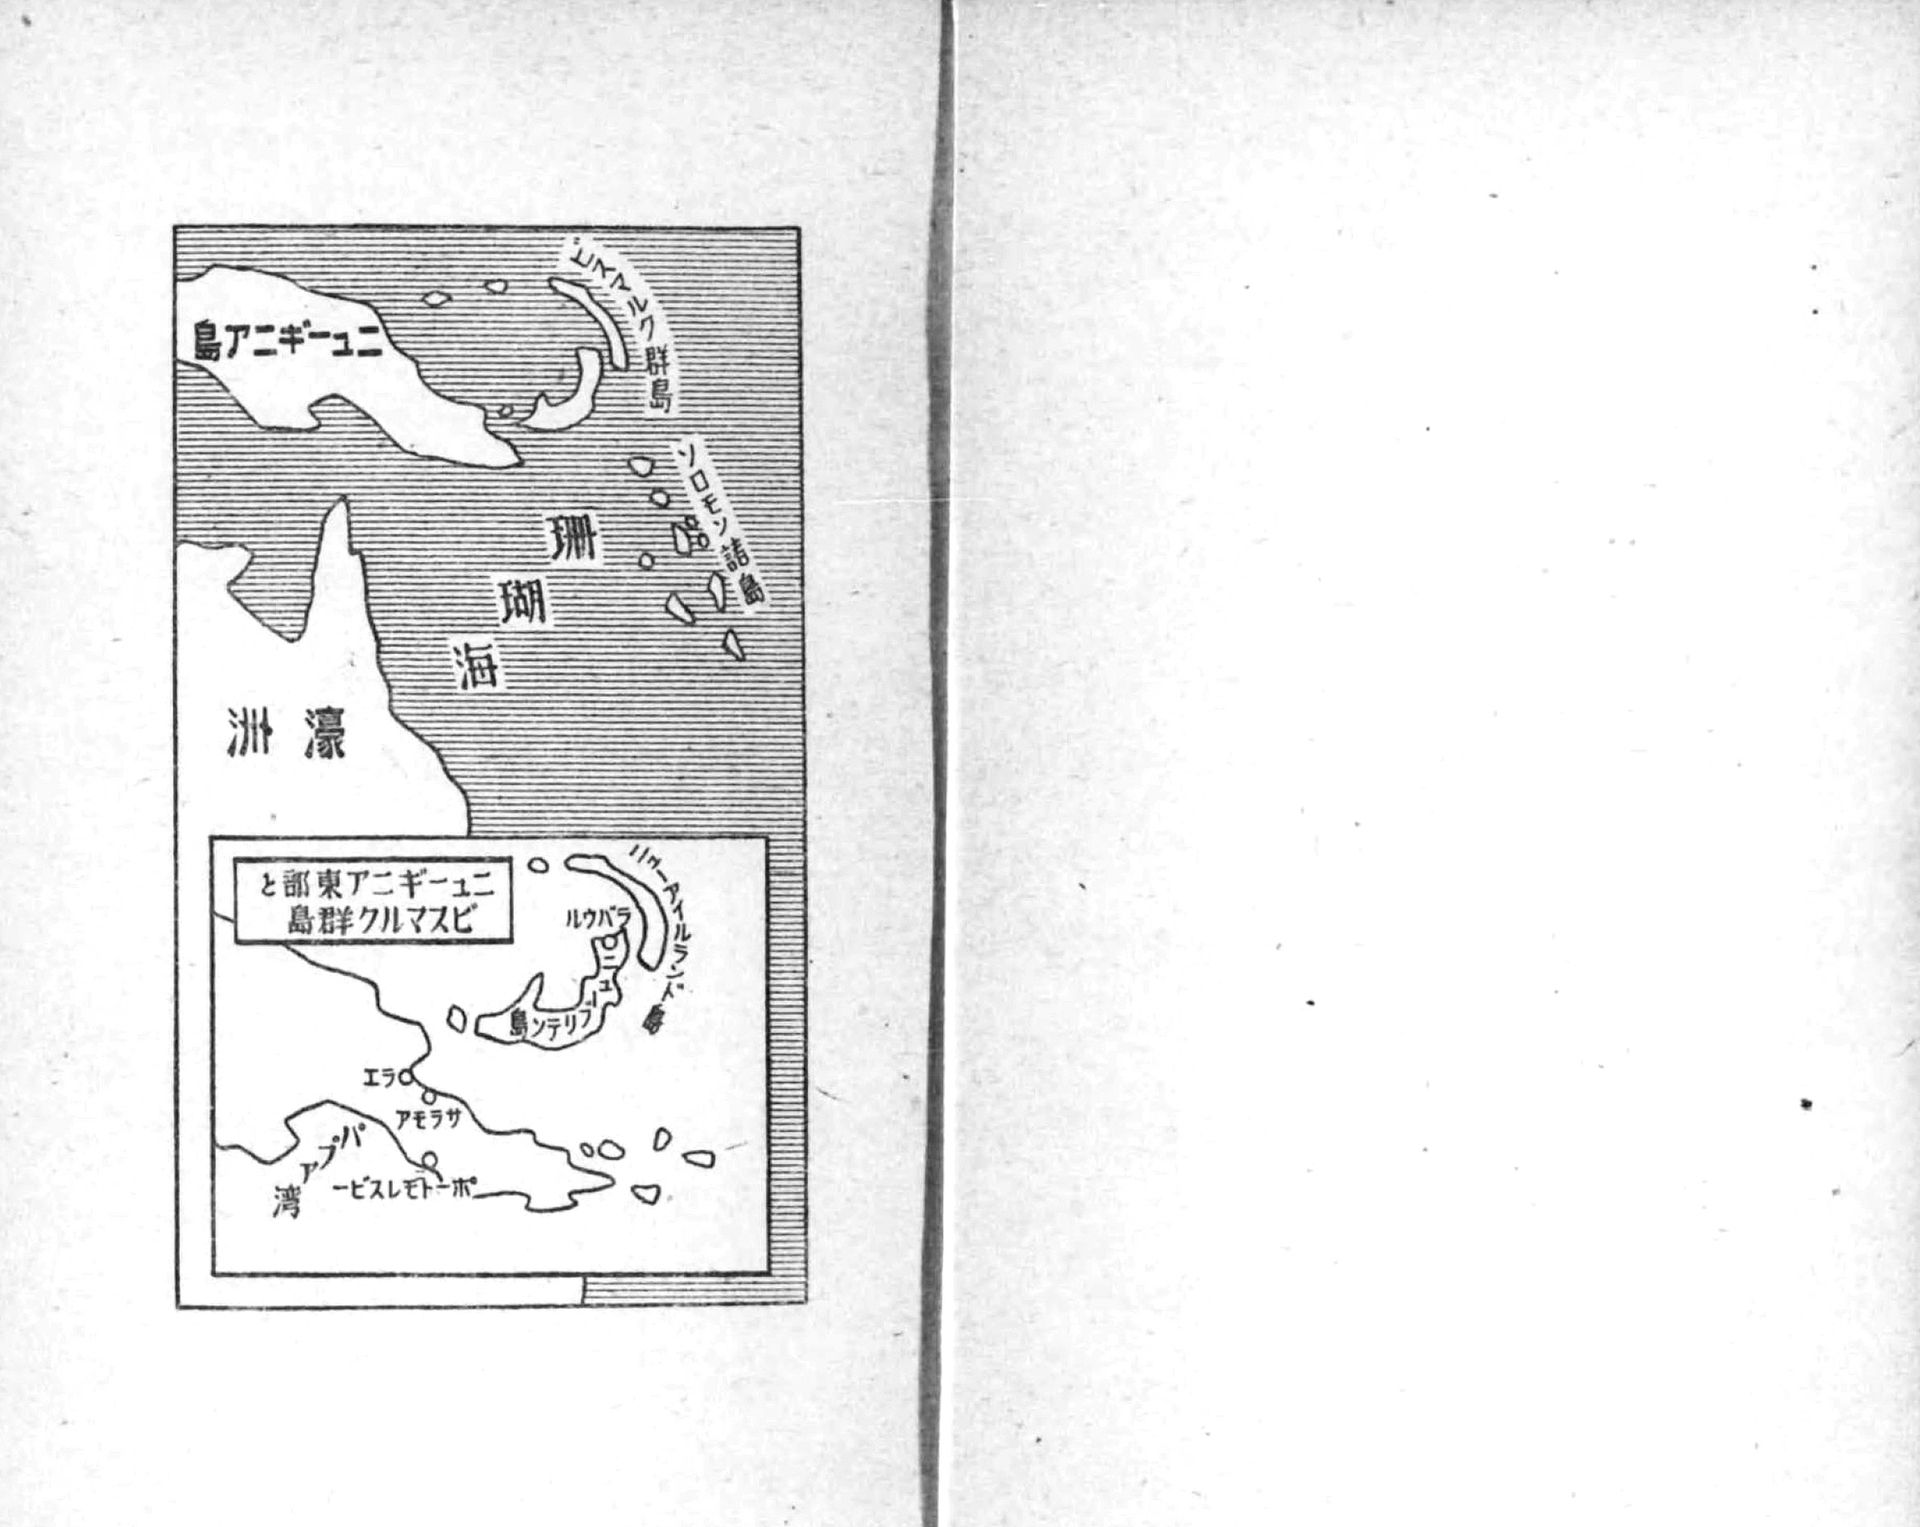 ビスマルク群島
ニューギニア島
ソロモン諸島
珊瑚海
濠洲
ニューギニア東部と
ビスマルク群島
ニューアイルランド島
ラバウル
ニューブリテン島
ラエ
サラモア
パプア湾
ポートモレスビー